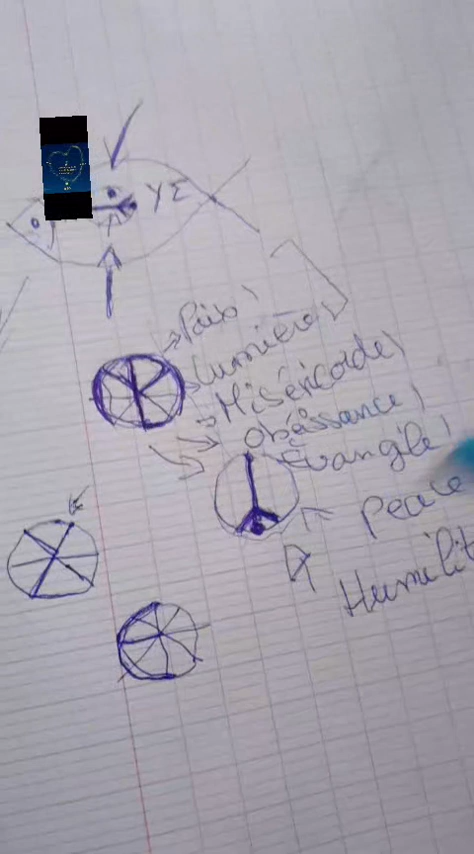 ΥΣ
Paix
Lumière
Miséricorde
Obéissance
Évangile
Peace
Humilit